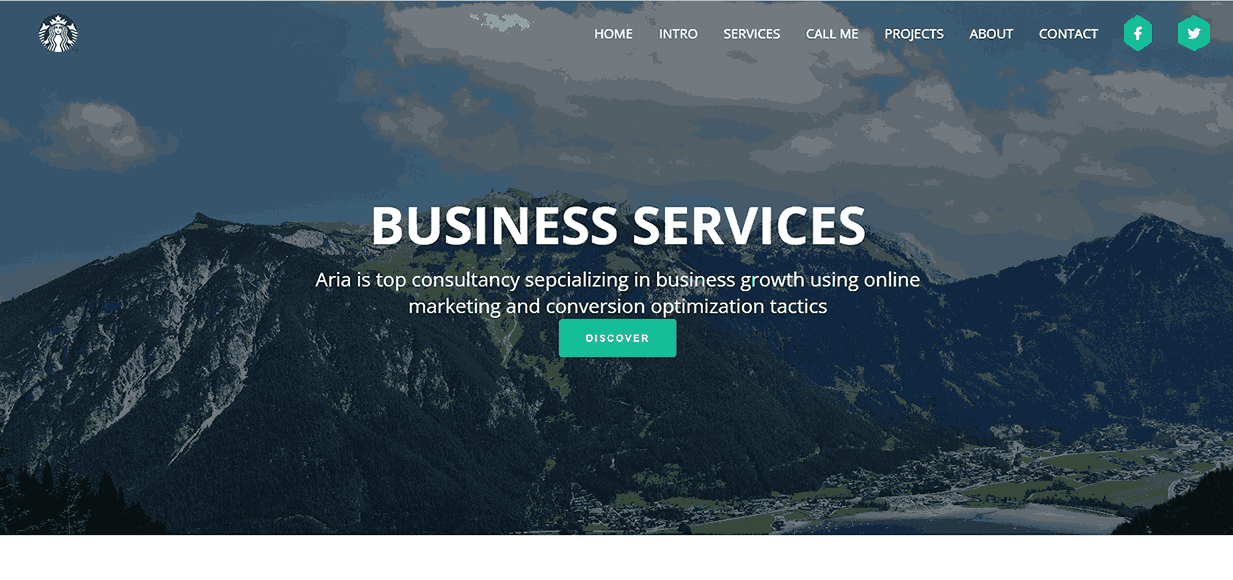 HOME INTRO SERVICES CALL ME PROJECTS ABOUT CONTACT
BUSINESS SERVICES
Aria is top consultancy sepcializing in business growth using online
marketing and conversion optimization tactics
DISCOVER